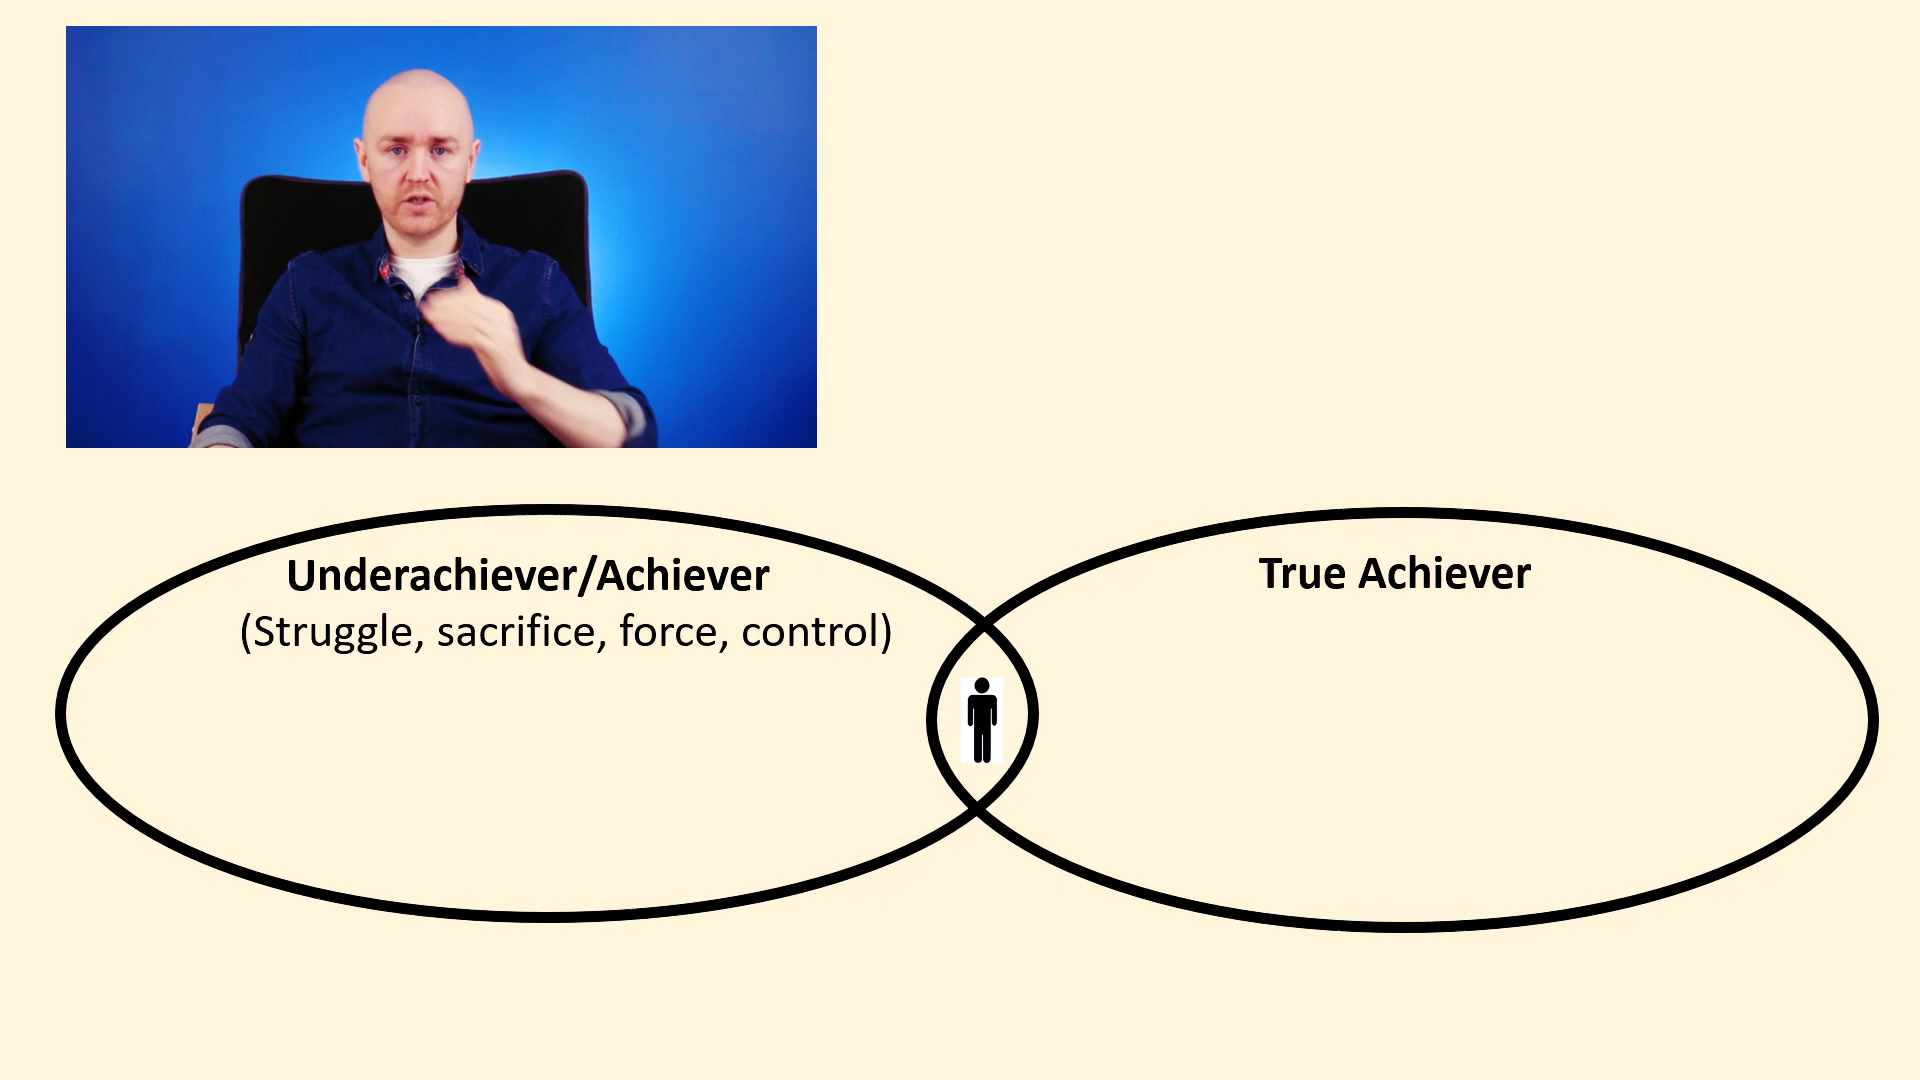 Underachiever/Achiever
(Struggle, sacrifice, force, control)
True Achiever